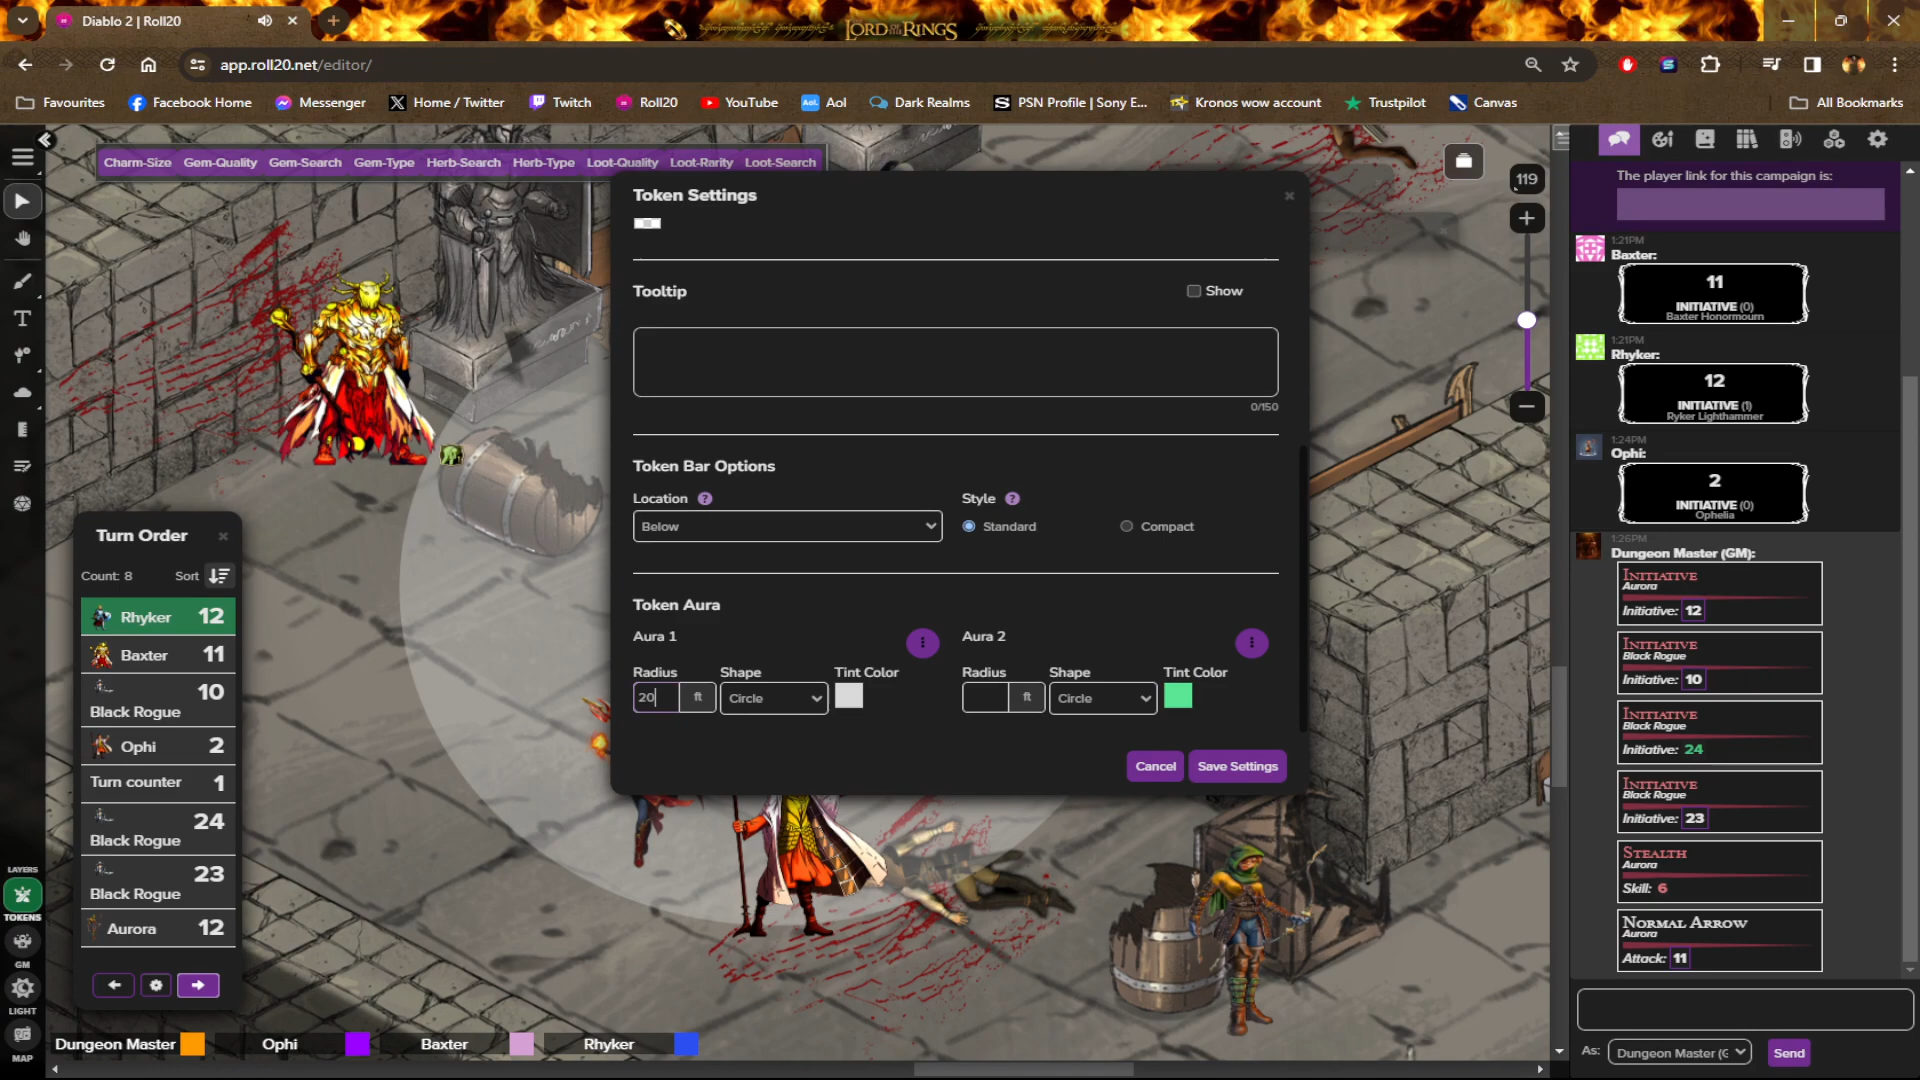 Diablo 2 | Roll20
LORD OF THE RINGS
app.roll20.net/editor/
Favourites
Facebook Home
Messenger
Home / Twitter
Twitch
Roll20
YouTube
Aol
Dark Realms
PSN Profile | Sony E...
Kronos wow account
Trustpilot
Canvas
All Bookmarks
Charm-Size Gem-Quality Gem-Search Gem-Type Herb-Search Herb-Type Loot-Quality Loot-Rarity Loot-Search
119
Token Settings
Tooltip
Show
0/150
Token Bar Options
Location ?
Style ?
Below
Standard
Compact
Token Aura
Aura 1
Aura 2
Radius Shape Tint Color
Radius Shape Tint Color
20 ft Circle
ft Circle
Cancel
Save Settings
Turn Order
Count: 8 Sort
Rhyker 12
Baxter 11
Black Rogue 10
Ophi 2
Turn counter 1
Black Rogue 24
Black Rogue 23
Aurora 12
LAYERS
TOKENS
GM
LIGHT
MAP
Dungeon Master
Ophi
Baxter
Rhyker
The player link for this campaign is:
1:21PM
Baxter:
11
INITIATIVE (0)
Baxter Honormourn
1:21PM
Rhyker:
12
INITIATIVE (1)
Ryker Lighthammer
1:24PM
Ophi:
2
INITIATIVE (0)
Ophelia
1:26PM
Dungeon Master (GM):
INITIATIVE
Aurora
Initiative: 12
INITIATIVE
Black Rogue
Initiative: 10
INITIATIVE
Black Rogue
Initiative: 24
INITIATIVE
Black Rogue
Initiative: 23
STEALTH
Aurora
Skill: 6
NORMAL ARROW
Aurora
Attack: 11
As: Dungeon Master (G
Send